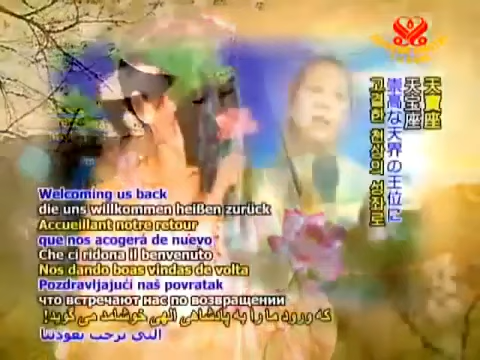 天寶座
天宝座
崇高な天界の王位に
고결한 천상의 성좌로
Welcoming us back
die uns willkommen heißen zurück
Accueillant notre retour
que nos acogerá de nuevo
Che ci ridona il benvenuto
Nos dando boas vindas de volta
Pozdravljajući naš povratak
что встречают нас по возвращении
که ورود ما را به پادشاهی الهی خوشامد می گوید!
التي ترحب بعودتنا